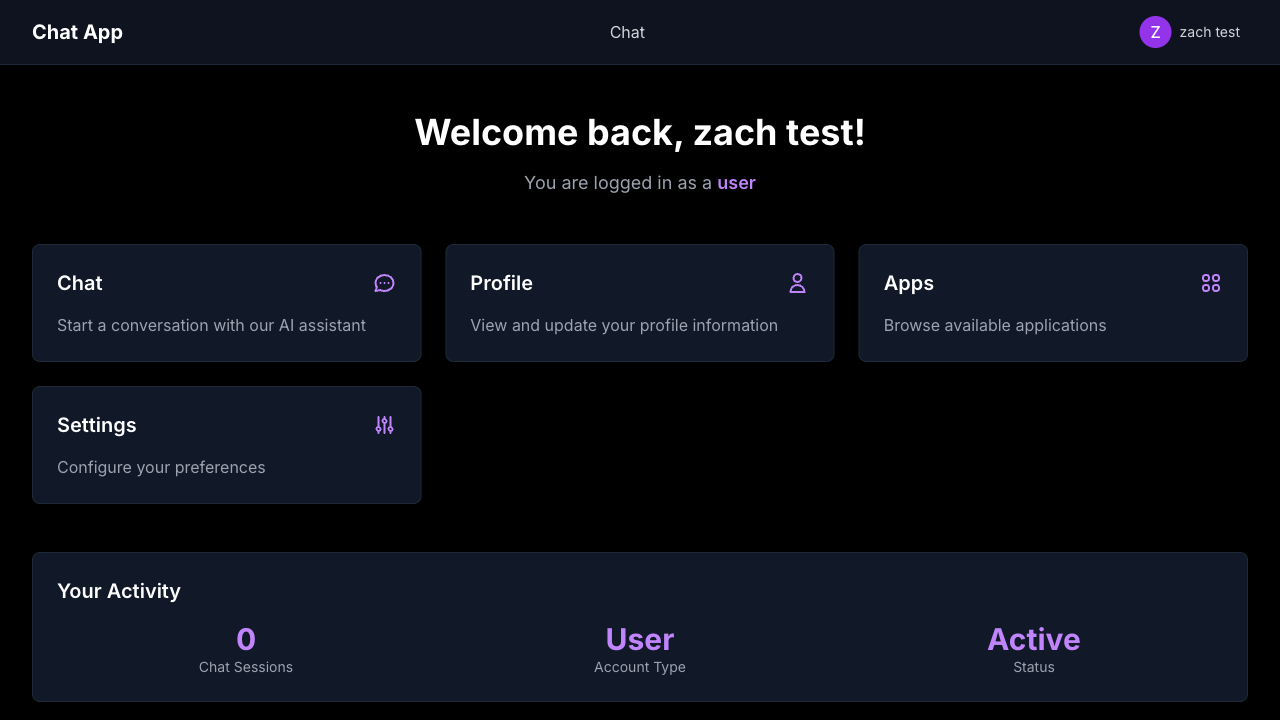 Chat App
Chat
Z
zach test
Welcome back, zach test!
You are logged in as a user
Chat
Start a conversation with our AI assistant
Profile
View and update your profile information
Apps
Browse available applications
Settings
Configure your preferences
Your Activity
0
Chat Sessions
User
Account Type
Active
Status